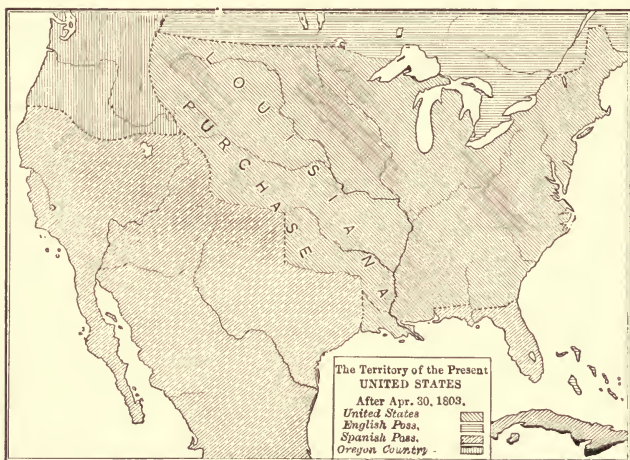 LOUISIANA
PURCHASE
The Territory of the Present
UNITED STATES
After Apr. 30, 1803.
United States
English Poss.
Spanish Poss.
Oregon Country -